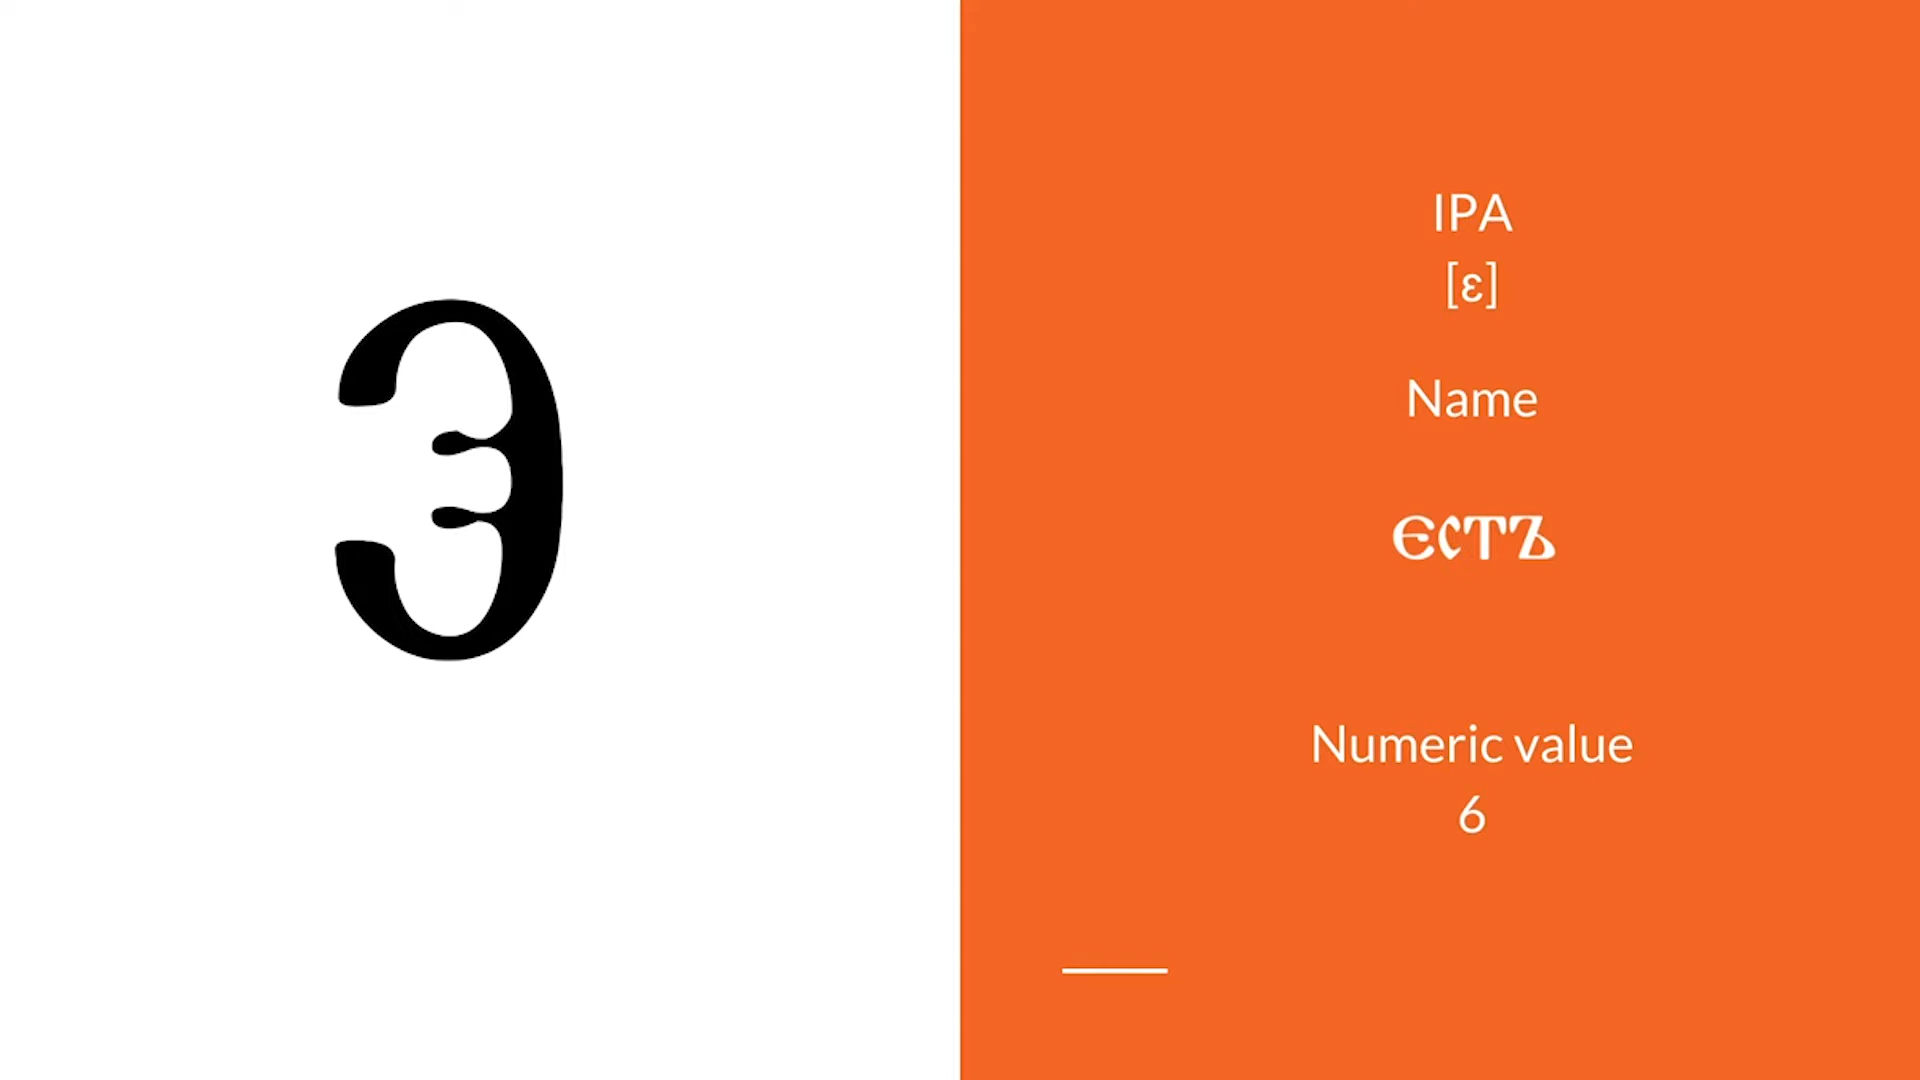 Ⰵ
IPA
[ɛ]
Name
єстъ
Numeric value
6